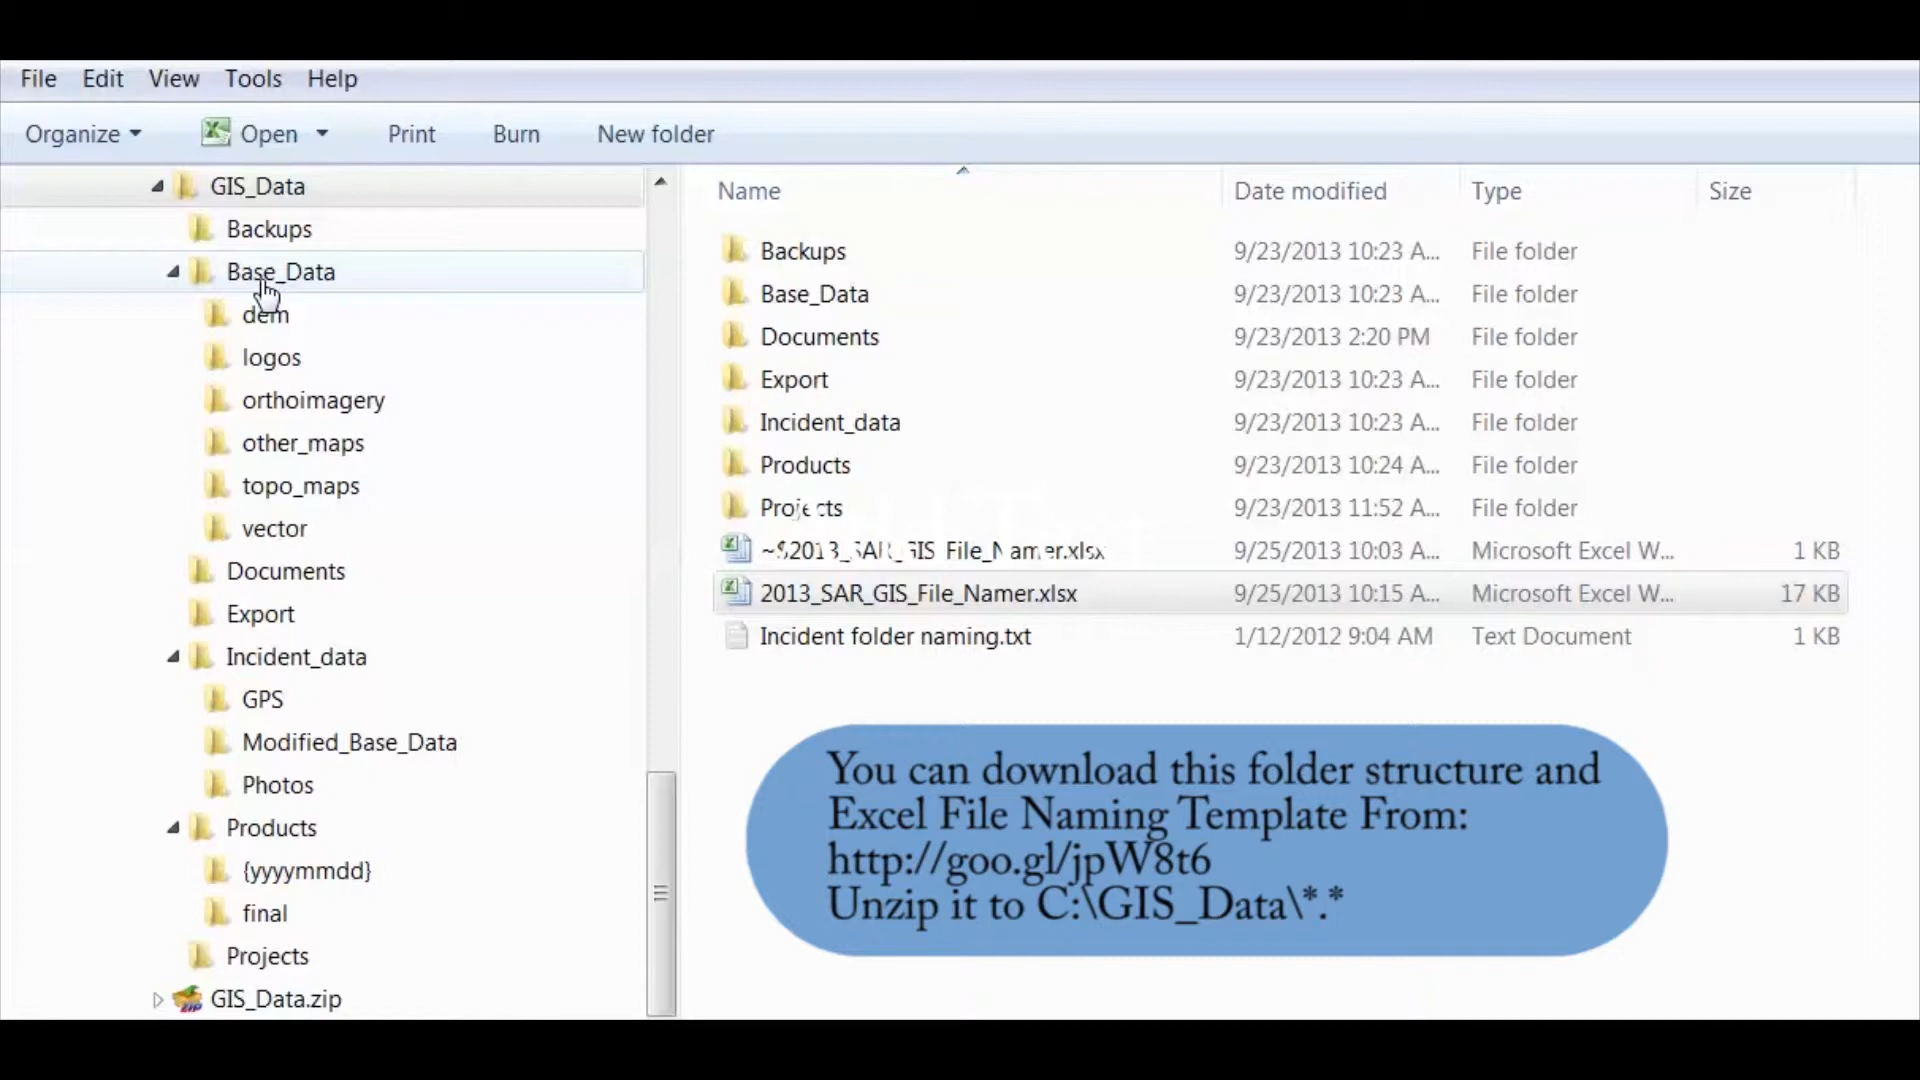 File Edit View Tools Help
Organize Open Print Burn New folder
GIS_Data
Backups
Base_Data
dem
logos
orthoimagery
other_maps
topo_maps
vector
Documents
Export
Incident_data
GPS
Modified_Base_Data
Photos
Products
{yyyymmdd}
final
Projects
GIS_Data.zip
Name Date modified Type Size
Backups 9/23/2013 10:23 A... File folder
Base_Data 9/23/2013 10:23 A... File folder
Documents 9/23/2013 2:20 PM File folder
Export 9/23/2013 10:23 A... File folder
Incident_data 9/23/2013 10:23 A... File folder
Products 9/23/2013 10:24 A... File folder
Projects 9/23/2013 11:52 A... File folder
~$2013_SAR_GIS_File_Namer.xlsx 9/25/2013 10:03 A... Microsoft Excel W... 1 KB
2013_SAR_GIS_File_Namer.xlsx 9/25/2013 10:15 A... Microsoft Excel W... 17 KB
Incident folder naming.txt 1/12/2012 9:04 AM Text Document 1 KB
You can download this folder structure and
Excel File Naming Template From:
http://goo.gl/jpW8t6
Unzip it to C:\GIS_Data\*.*